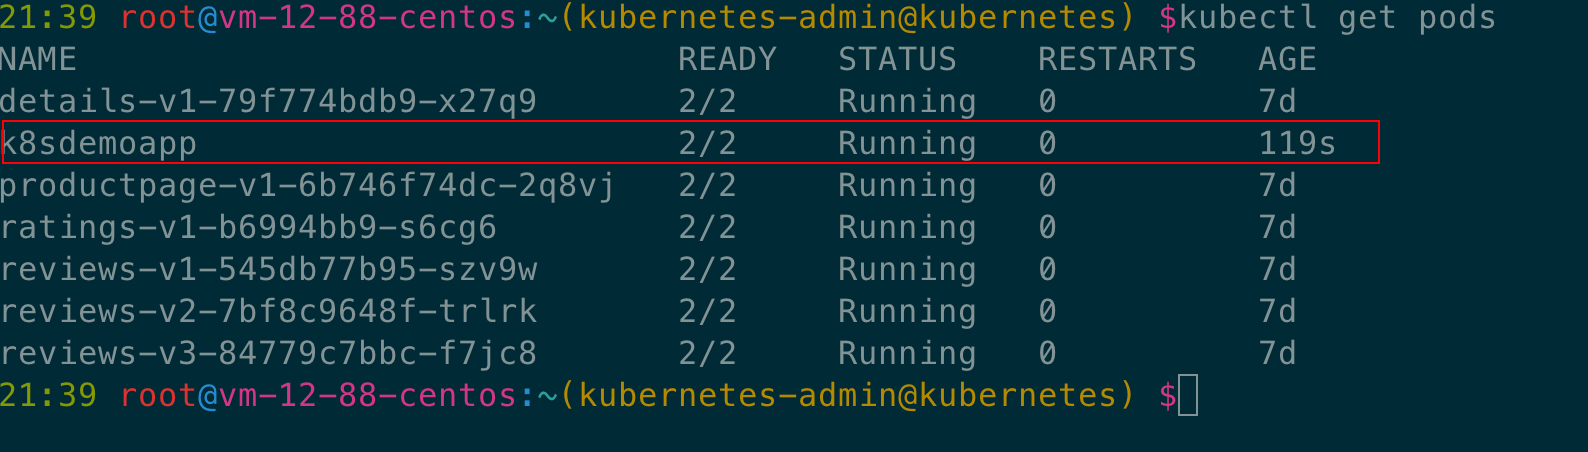 21:39 root@vm-12-88-centos:~(kubernetes-admin@kubernetes) $kubectl get pods
NAME READY STATUS RESTARTS AGE
details-v1-79f774bdb9-x27q9 2/2 Running 0 7d
k8sdemoapp 2/2 Running 0 119s
productpage-v1-6b746f74dc-2q8vj 2/2 Running 0 7d
ratings-v1-b6994bb9-s6cg6 2/2 Running 0 7d
reviews-v1-545db77b95-szv9w 2/2 Running 0 7d
reviews-v2-7bf8c9648f-trlrk 2/2 Running 0 7d
reviews-v3-84779c7bbc-f7jc8 2/2 Running 0 7d
21:39 root@vm-12-88-centos:~(kubernetes-admin@kubernetes) $